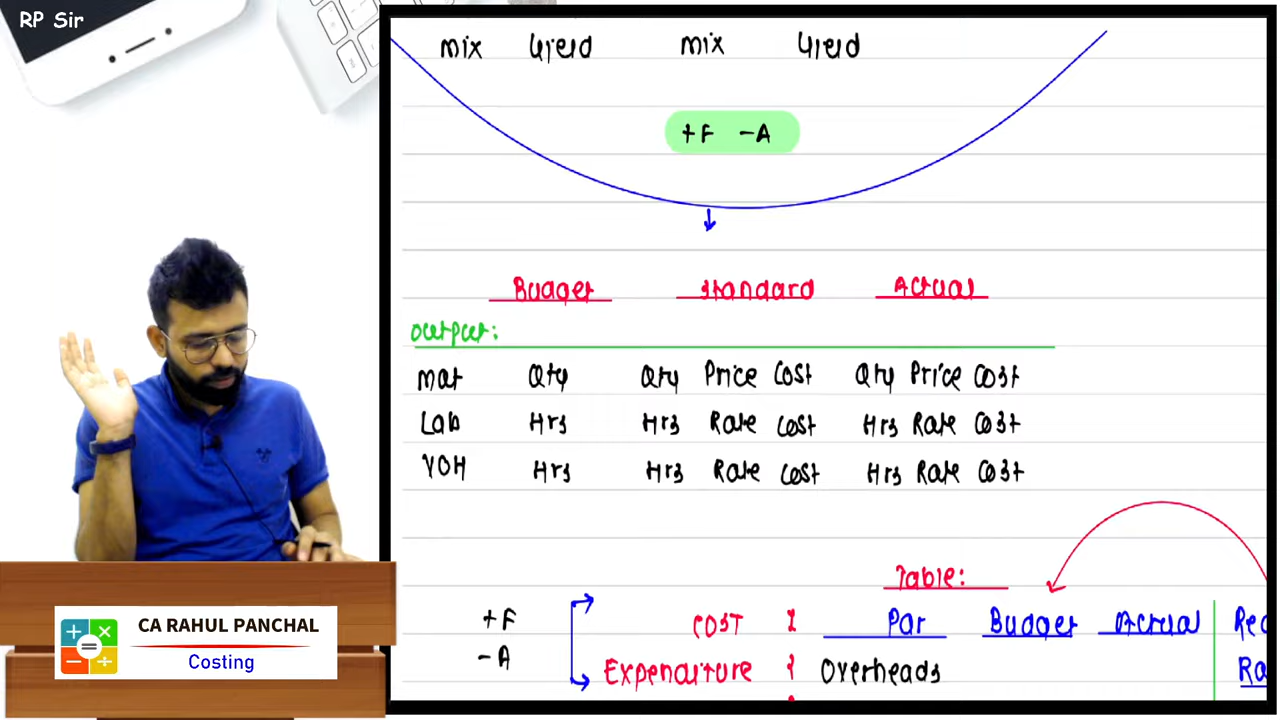 RP Sir
mix Yield mix Yield
+F -A
Budget Standard Actual
Output:
Mat Qty Qty Price Cost Qty Price Cost
Lab Hrs Hrs Rate Cost Hrs Rate Cost
VOH Hrs Hrs Rate Cost Hrs Rate Cost
Table:
+F COST Par Budget Actual Rec
-A Expenditure Overheads Ra
CA RAHUL PANCHAL
Costing